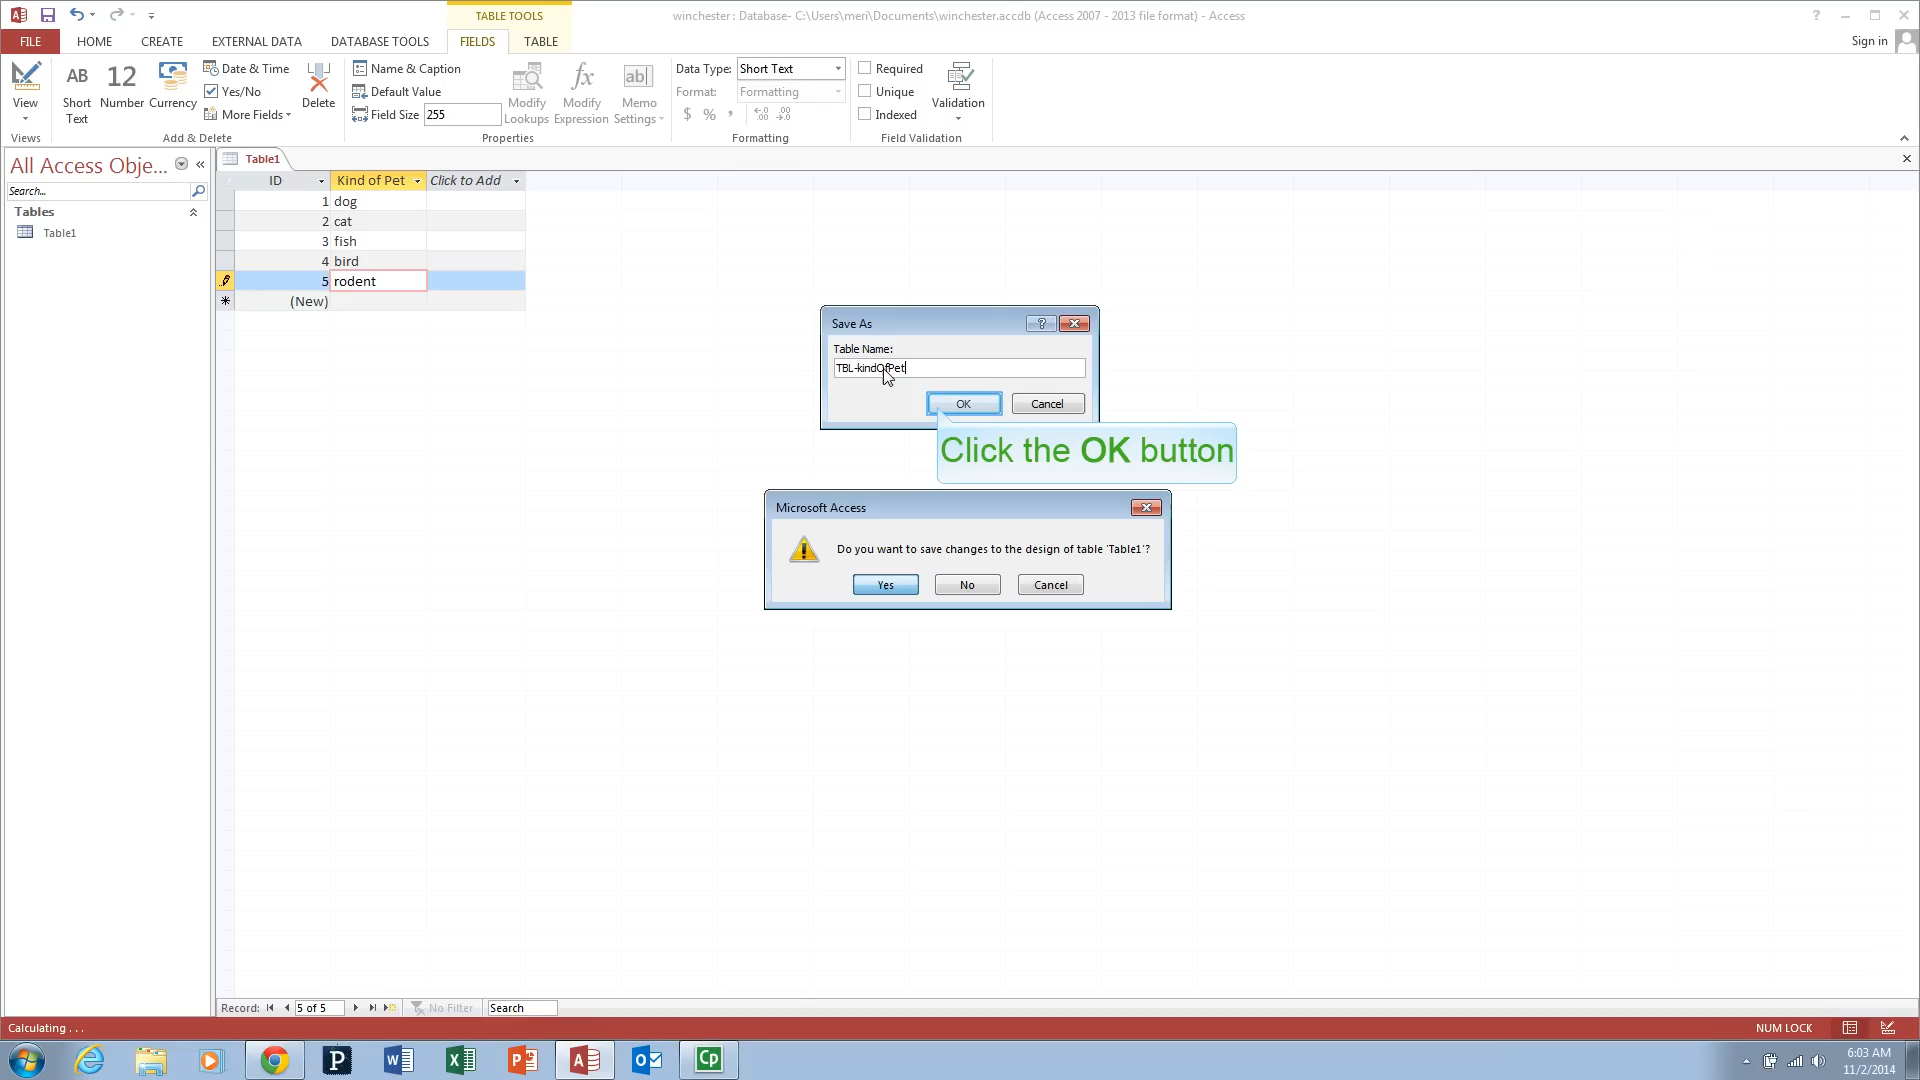 TABLE TOOLS
winchester : Database- C:\Users\meri\Documents\winchester.accdb (Access 2007 - 2013 file format) - Access
?
FILE HOME CREATE EXTERNAL DATA DATABASE TOOLS FIELDS TABLE
Sign in
View
Views
AB Short Text
12 Number
Currency
Date & Time
Yes/No
More Fields
Delete
Add & Delete
Name & Caption
Default Value
Field Size 255
Modify Lookups
fx Modify Expression
ab| Memo Settings
Properties
Data Type: Short Text
Format: Formatting
$ % ,
Formatting
Required
Unique
Indexed
Validation
Field Validation
All Access Obje...
Search...
Tables
Table1
Table1
ID Kind of Pet Click to Add
1 dog
2 cat
3 fish
4 bird
5 rodent
(New)
Save As
Table Name:
TBL-kindOfPet
OK Cancel
Click the OK button
Microsoft Access
Do you want to save changes to the design of table 'Table1'?
Yes No Cancel
Record: 5 of 5 No Filter Search
Calculating . . .
NUM LOCK
6:03 AM
11/2/2014